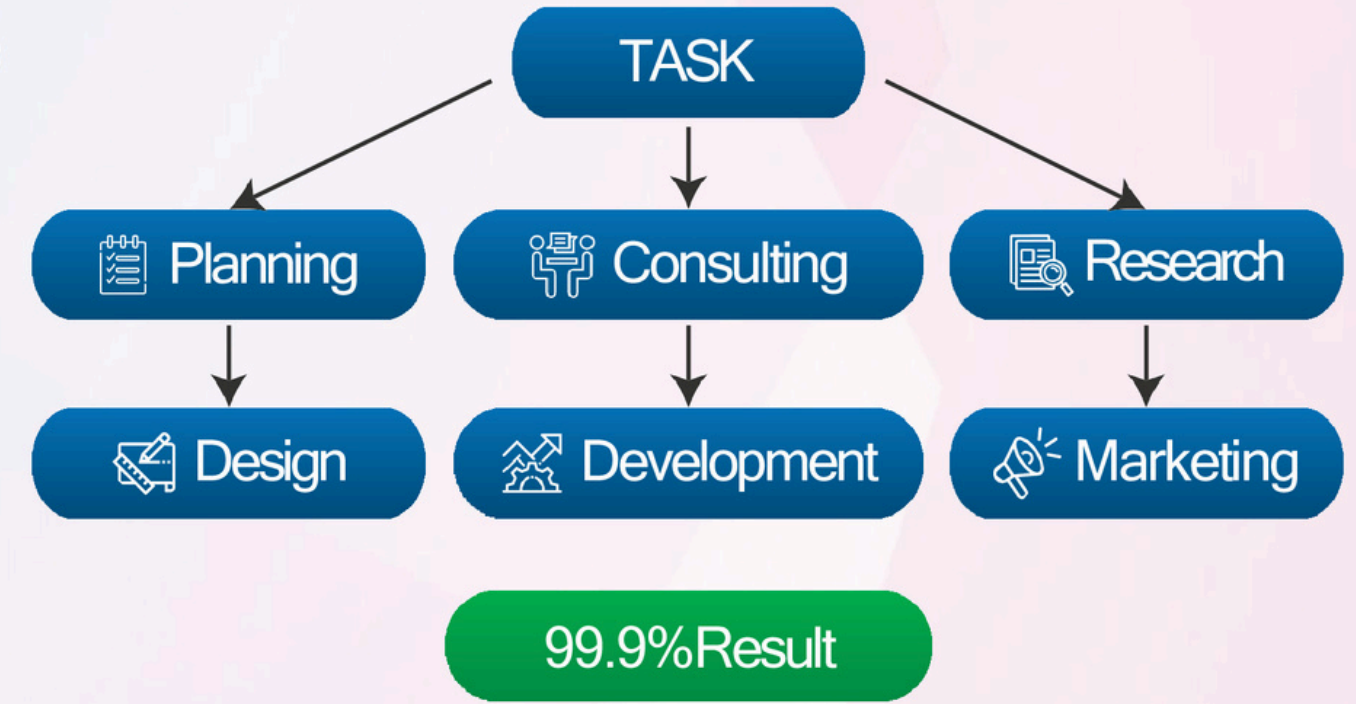 TASK
Planning
Consulting
Research
Design
Development
Marketing
99.9%Result